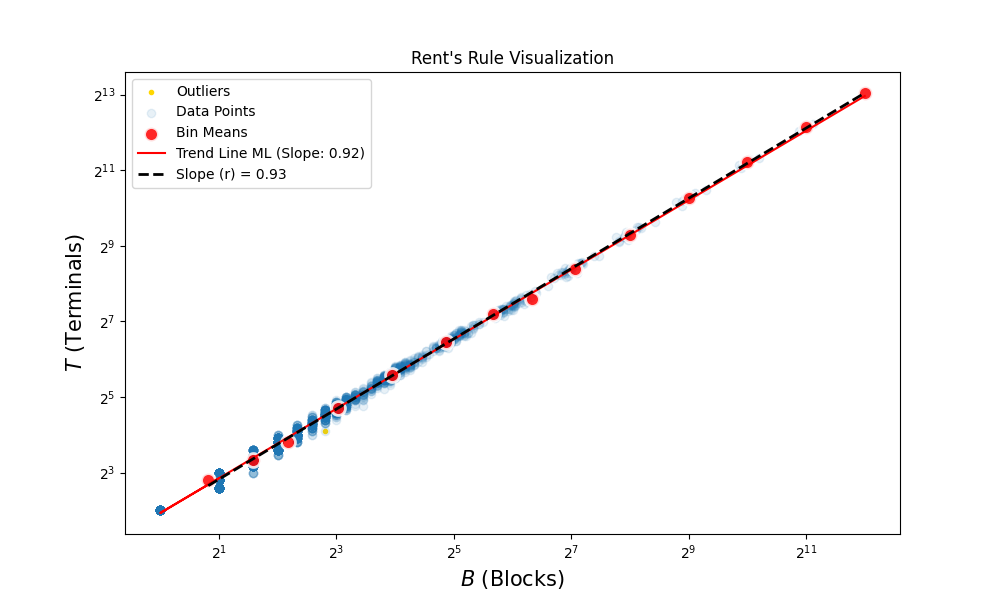 Rent's Rule Visualization
Outliers
Data Points
Bin Means
Trend Line ML (Slope: 0.92)
Slope (r) = 0.93
T (Terminals)
2^13
2^11
2^9
2^7
2^5
2^3
2^1
2^3
2^5
2^7
2^9
2^11
B (Blocks)